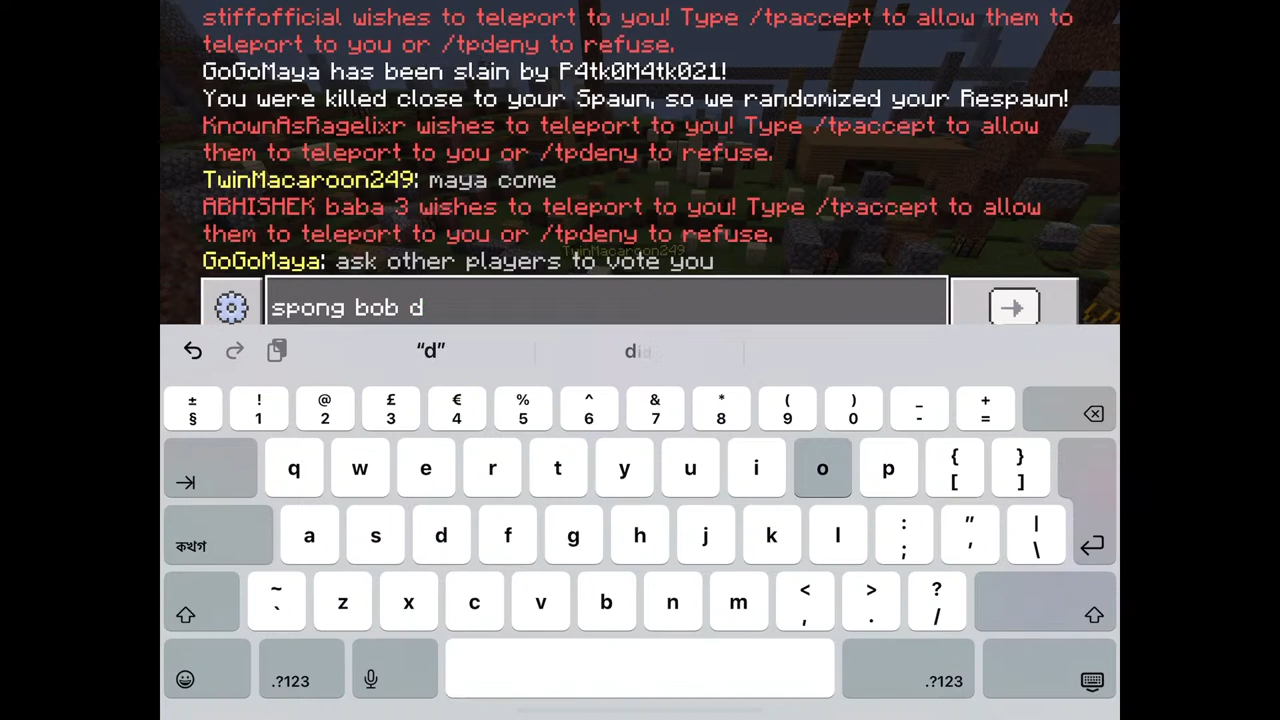 stiffofficial wishes to teleport to you! Type /tpaccept to allow them to
teleport to you or /tpdeny to refuse.
GoGoMaya has been slain by P4tk0M4tk021!
You were killed close to your Spawn, so we randomized your Respawn!
KnownAsRagelixr wishes to teleport to you! Type /tpaccept to allow
them to teleport to you or /tpdeny to refuse.
TwinMacaroon249: maya come
ABHISHEK baba 3 wishes to teleport to you! Type /tpaccept to allow
them to teleport to you or /tpdeny to refuse.
TwinMacaroon249
GoGoMaya: ask other players to vote you
spong bob d
“d” did
± ! @ £ € % ^ & * ( ) _ +
§ 1 2 3 4 5 6 7 8 9 0 - =
q w e r t y u i o p { [ } ]
কখগ a s d f g h j k l : ; " ' | \
~ ` z x c v b n m < , > . ? /
.?123 .?123